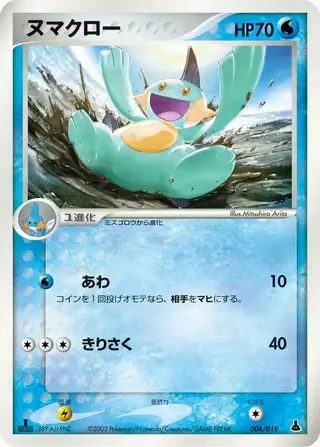 ヌマクロー HP70
1進化
ミズゴロウから進化
Illus.Mitsuhiro Arita
あわ 10
コインを1回投げオモテなら、相手をマヒにする。
きりさく 40
弱点 抵抗力 にげる
©2003 Pokémon/Nintendo/Creatures/GAME FREAK
004/019